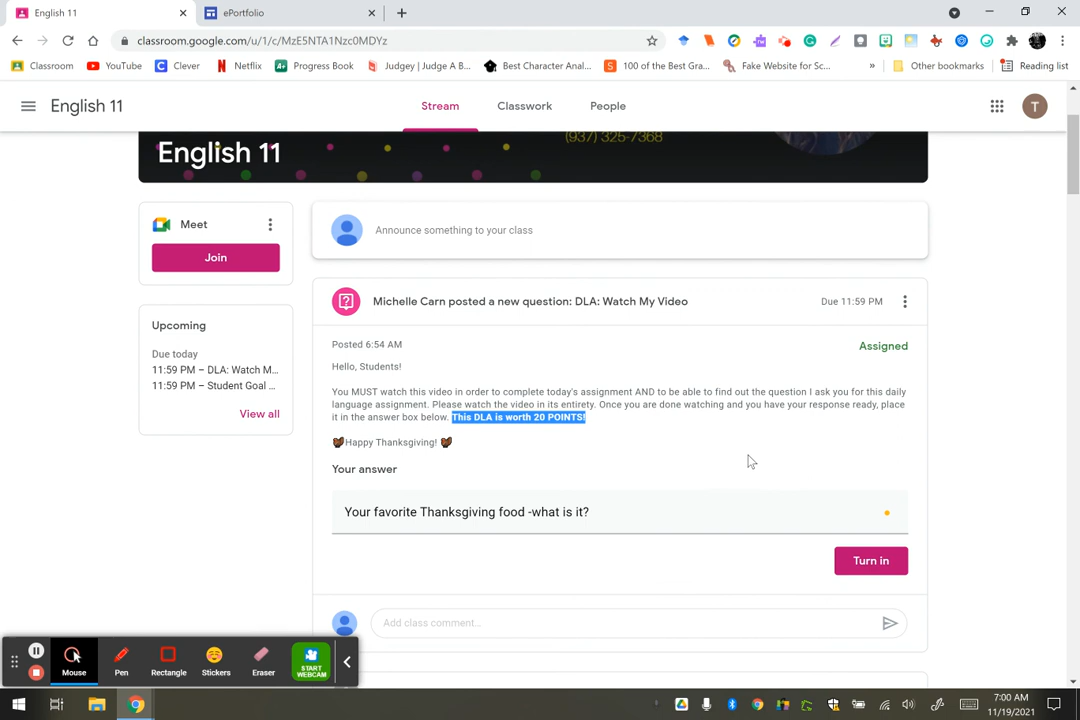 English 11
ePortfolio
classroom.google.com/u/1/c/MzE5NTA1Nzc0MDYz
Classroom
YouTube
Clever
Netflix
Progress Book
Judgey | Judge A B...
Best Character Anal...
100 of the Best Gra...
Fake Website for Sc...
»
Other bookmarks
Reading list
English 11
Stream
Classwork
People
T
(937) 325-7368
English 11
Meet
Join
Announce something to your class
Michelle Carn posted a new question: DLA: Watch My Video
Due 11:59 PM
Posted 6:54 AM
Assigned
Hello, Students!
You MUST watch this video in order to complete today's assignment AND to be able to find out the question I ask you for this daily
language assignment. Please watch the video in its entirety. Once you are done watching and you have your response ready, place
it in the answer box below. This DLA is worth 20 POINTS!
Happy Thanksgiving!
Upcoming
Due today
11:59 PM – DLA: Watch M...
11:59 PM – Student Goal ...
View all
Your answer
Your favorite Thanksgiving food -what is it?
Turn in
Add class comment...
Mouse
Pen
Rectangle
Stickers
Eraser
START
WEBCAM
7:00 AM
11/19/2021